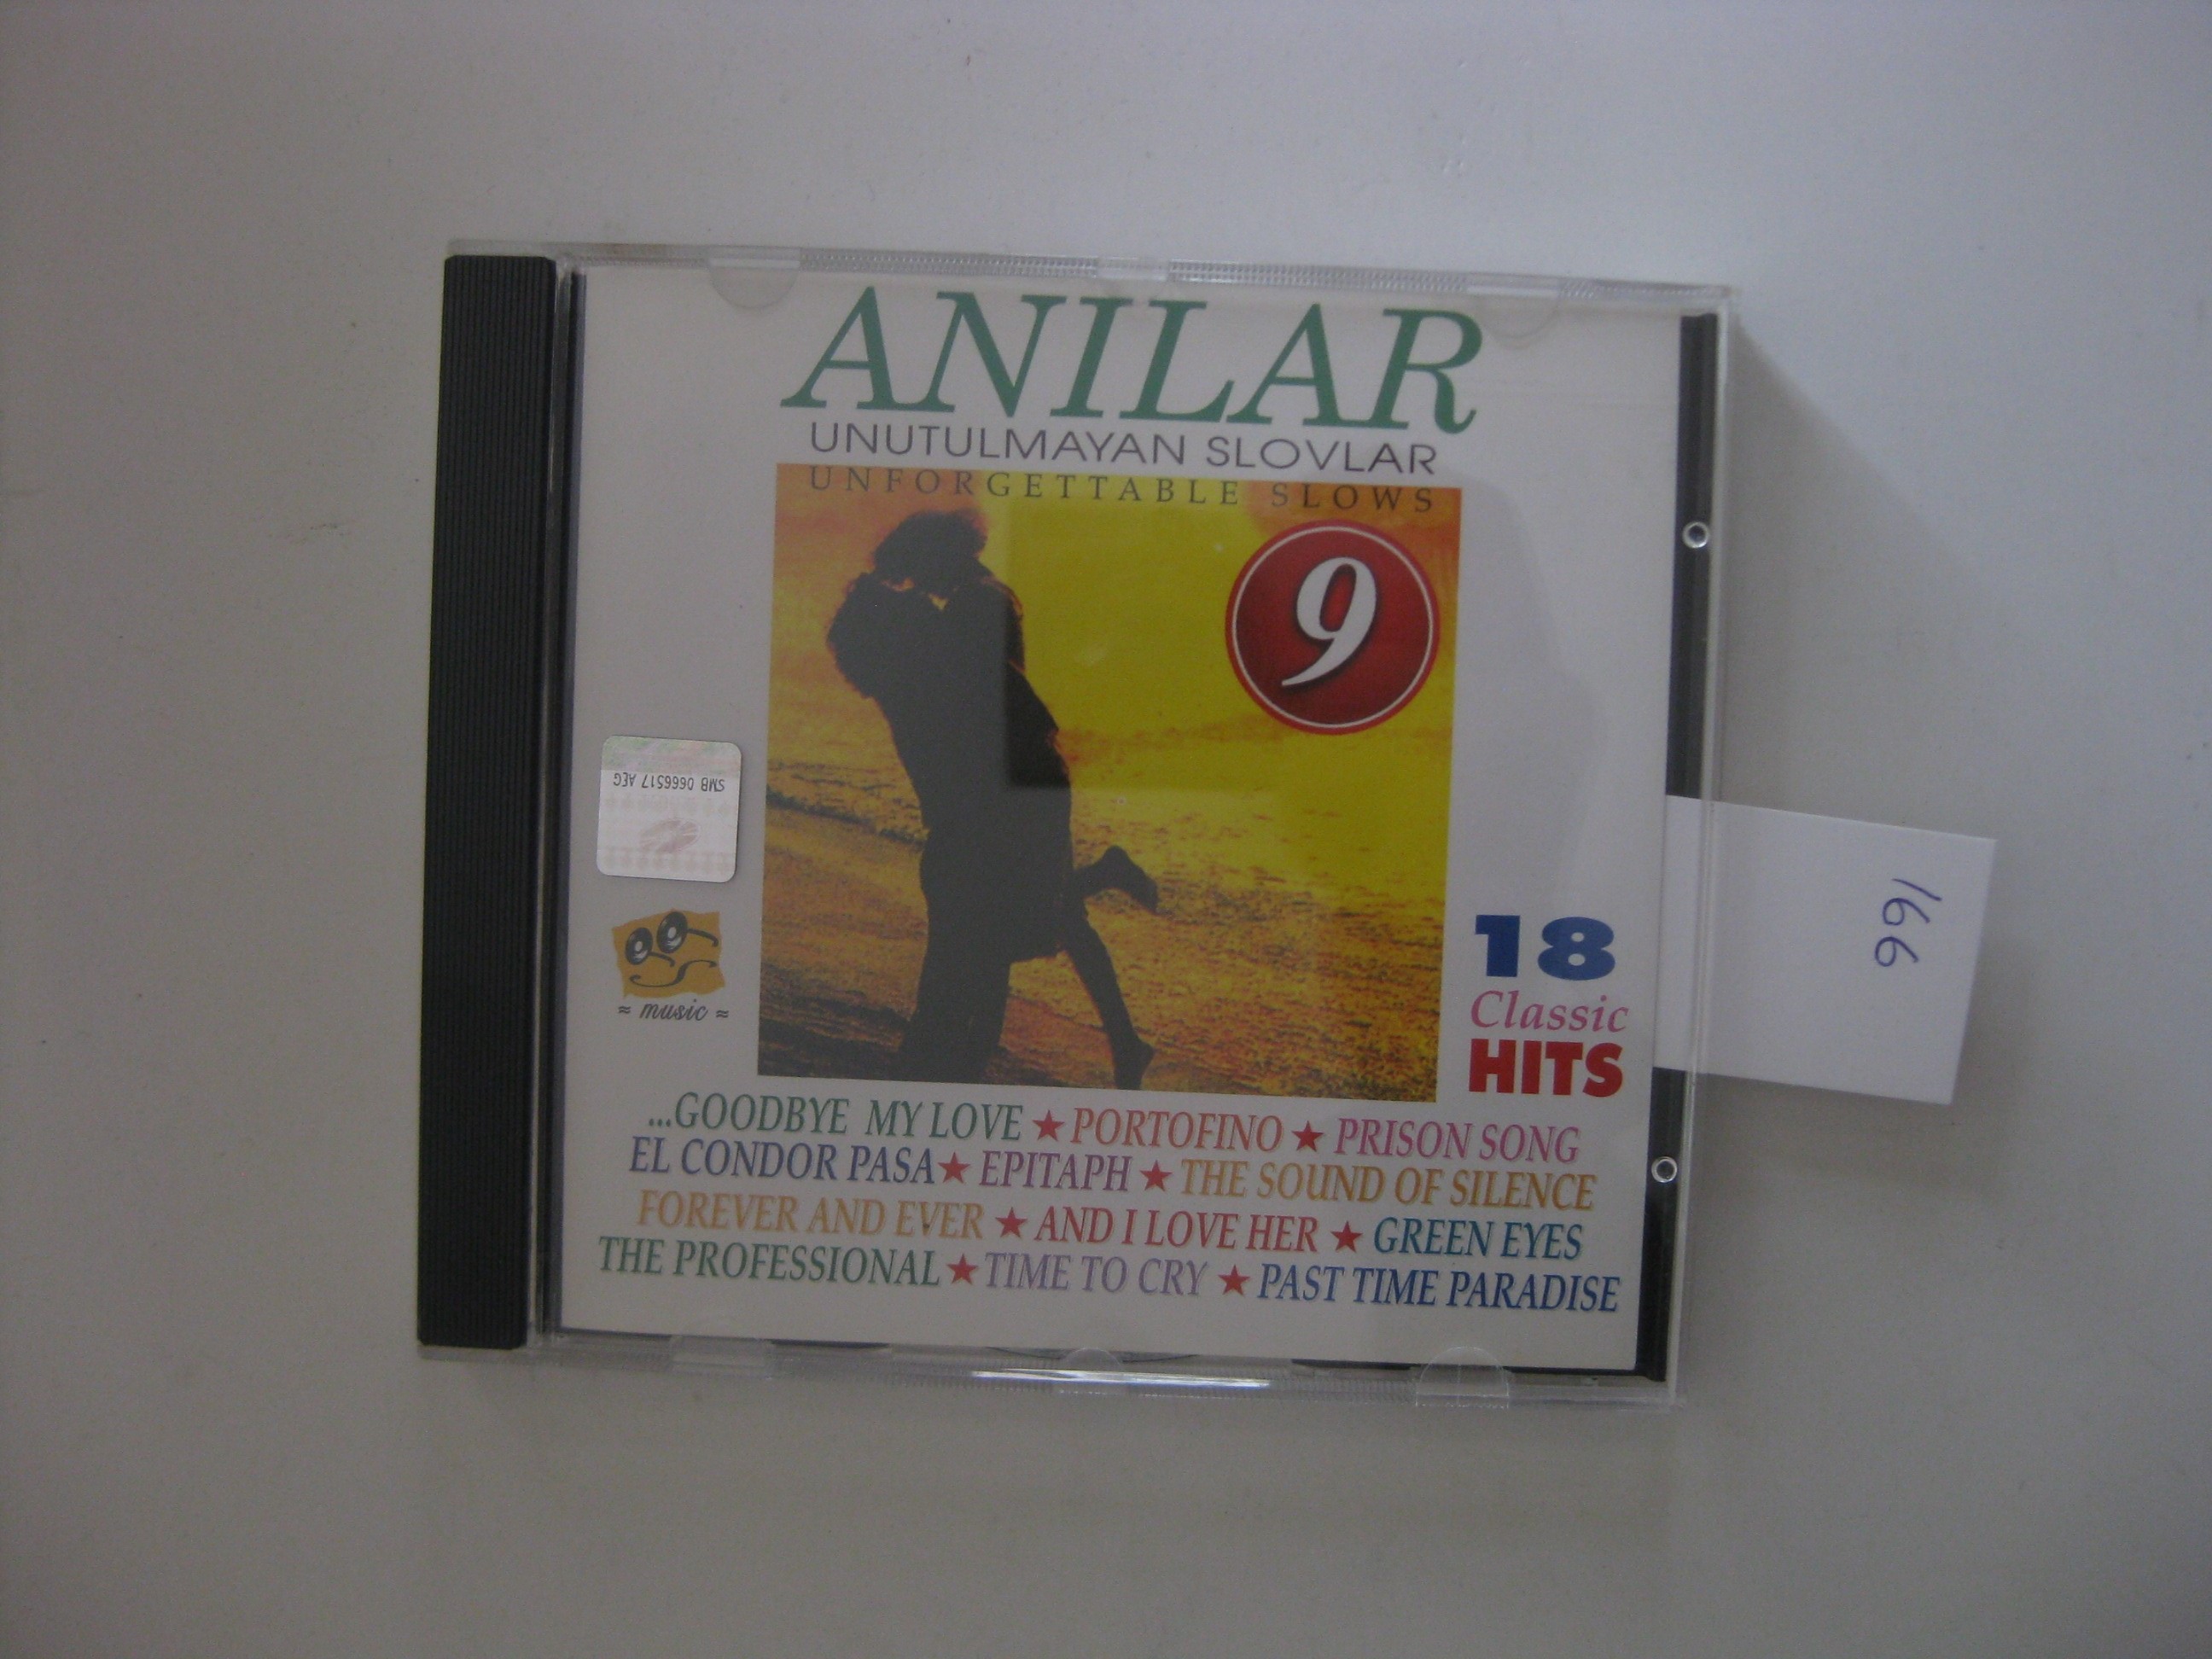 ANILAR
UNUTULMAYAN SLOVLAR
UNFORGETTABLE SLOWS
9
SMB 0666517 AEG
≈ music ≈
18
Classic
HITS
166
...GOODBYE MY LOVE ★ PORTOFINO ★ PRISON SONG
EL CONDOR PASA ★ EPITAPH ★ THE SOUND OF SILENCE
FOREVER AND EVER ★ AND I LOVE HER ★ GREEN EYES
THE PROFESSIONAL ★ TIME TO CRY ★ PAST TIME PARADISE